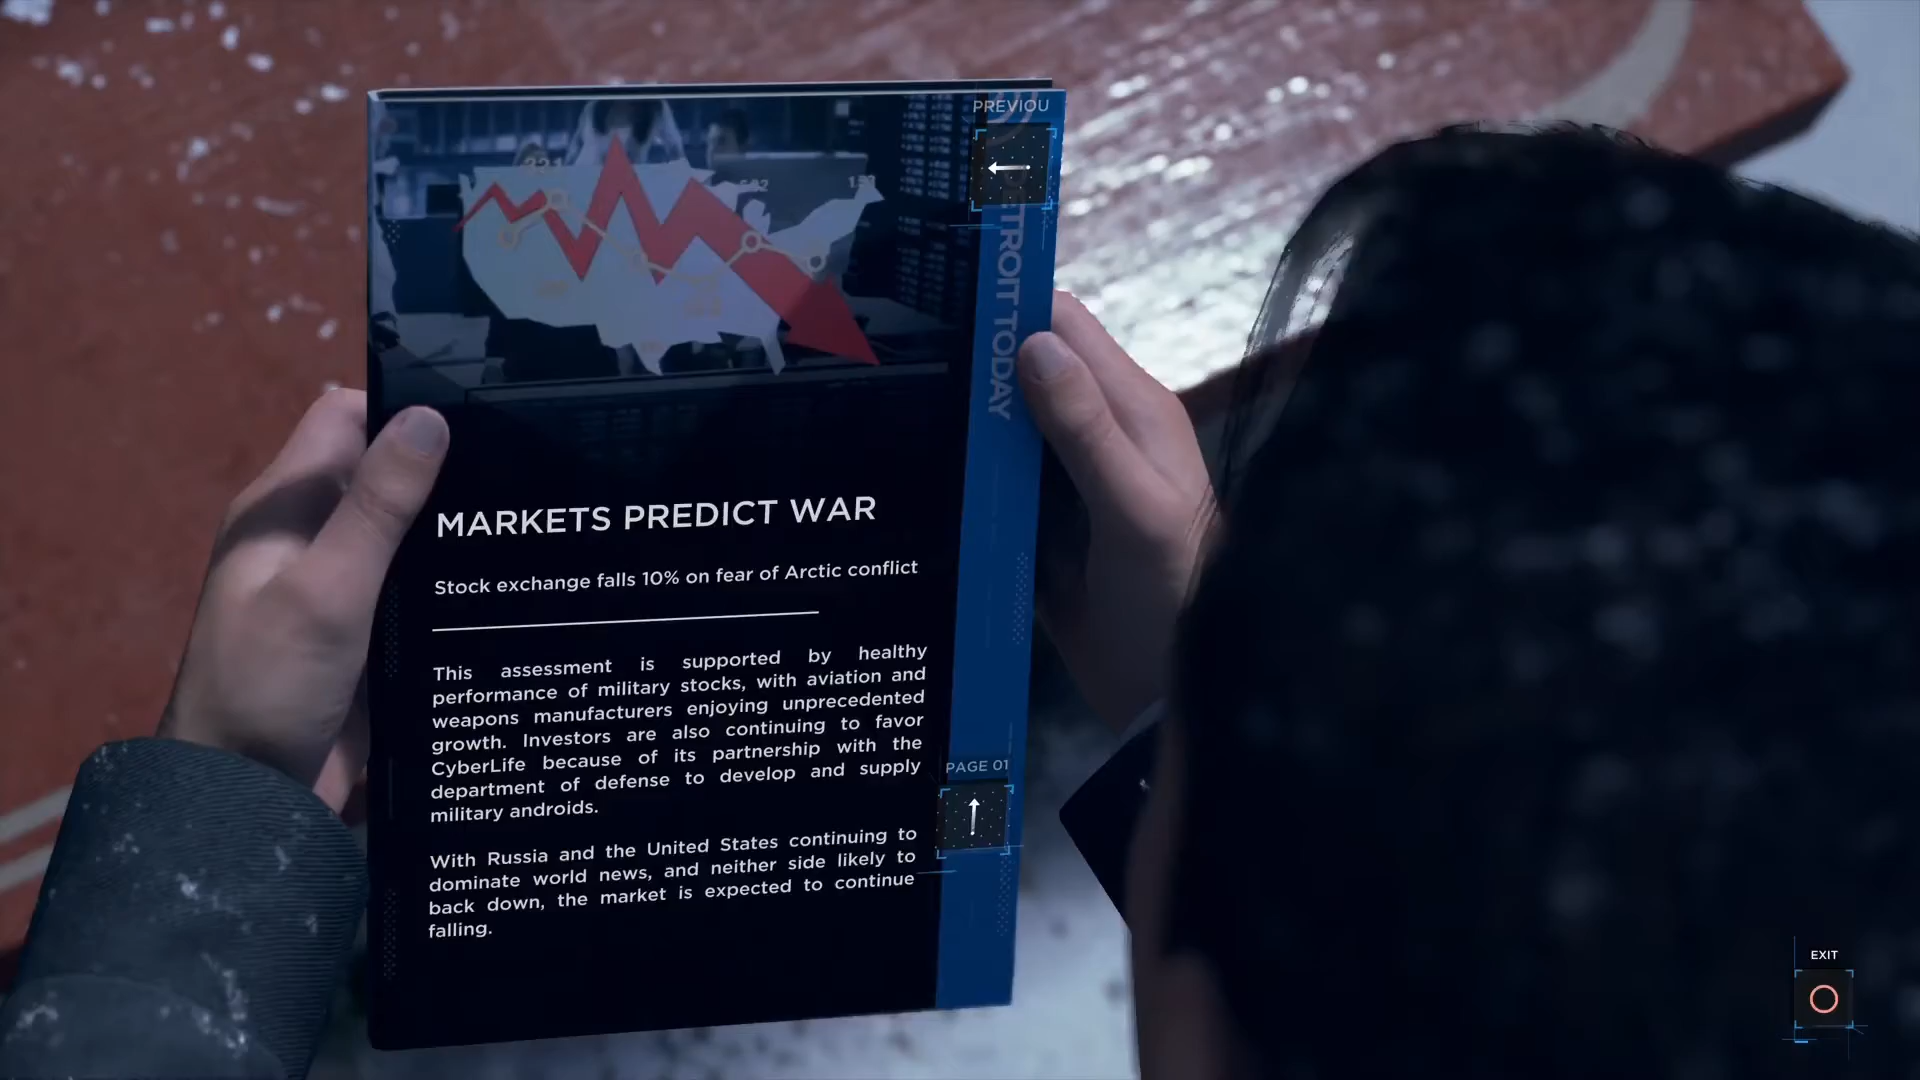 PREVIOU
DETROIT TODAY
MARKETS PREDICT WAR
Stock exchange falls 10% on fear of Arctic conflict
This assessment is supported by healthy
performance of military stocks, with aviation and
weapons manufacturers enjoying unprecedented
growth. Investors are also continuing to favor
CyberLife because of its partnership with the
department of defense to develop and supply
military androids.
With Russia and the United States continuing to
dominate world news, and neither side likely to
back down, the market is expected to continue
falling.
PAGE 01
EXIT